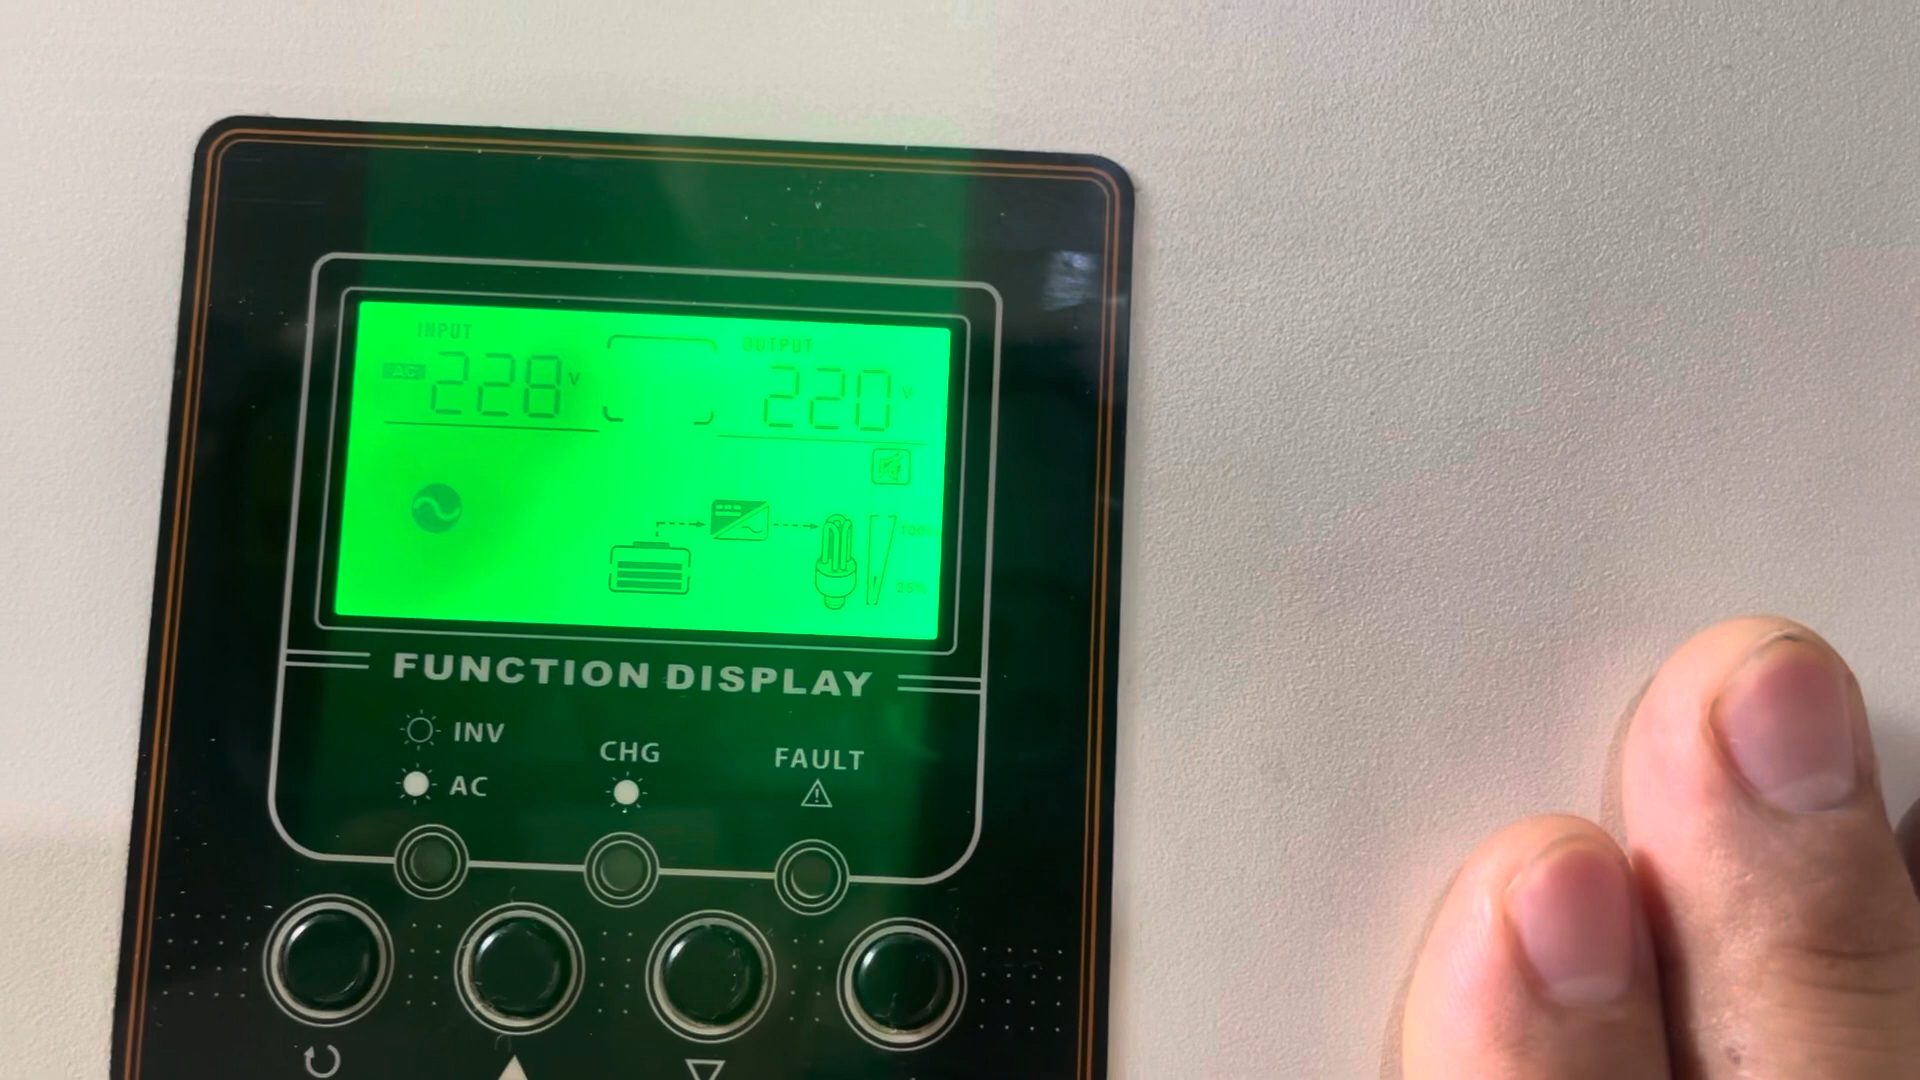 INPUT
AC 228 V
OUTPUT
220 V
100%
25%
FUNCTION DISPLAY
INV
AC
CHG
FAULT